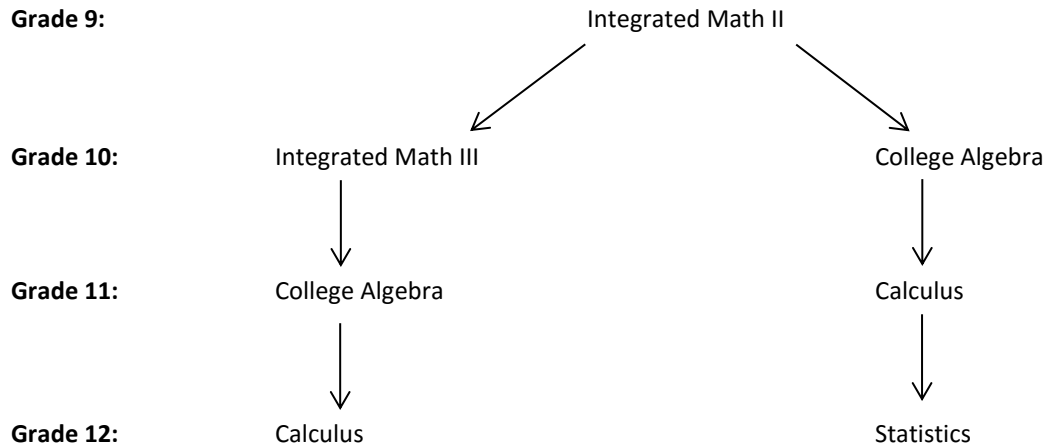 Grade 9: Integrated Math II
Grade 10: Integrated Math III College Algebra
Grade 11: College Algebra Calculus
Grade 12: Calculus Statistics